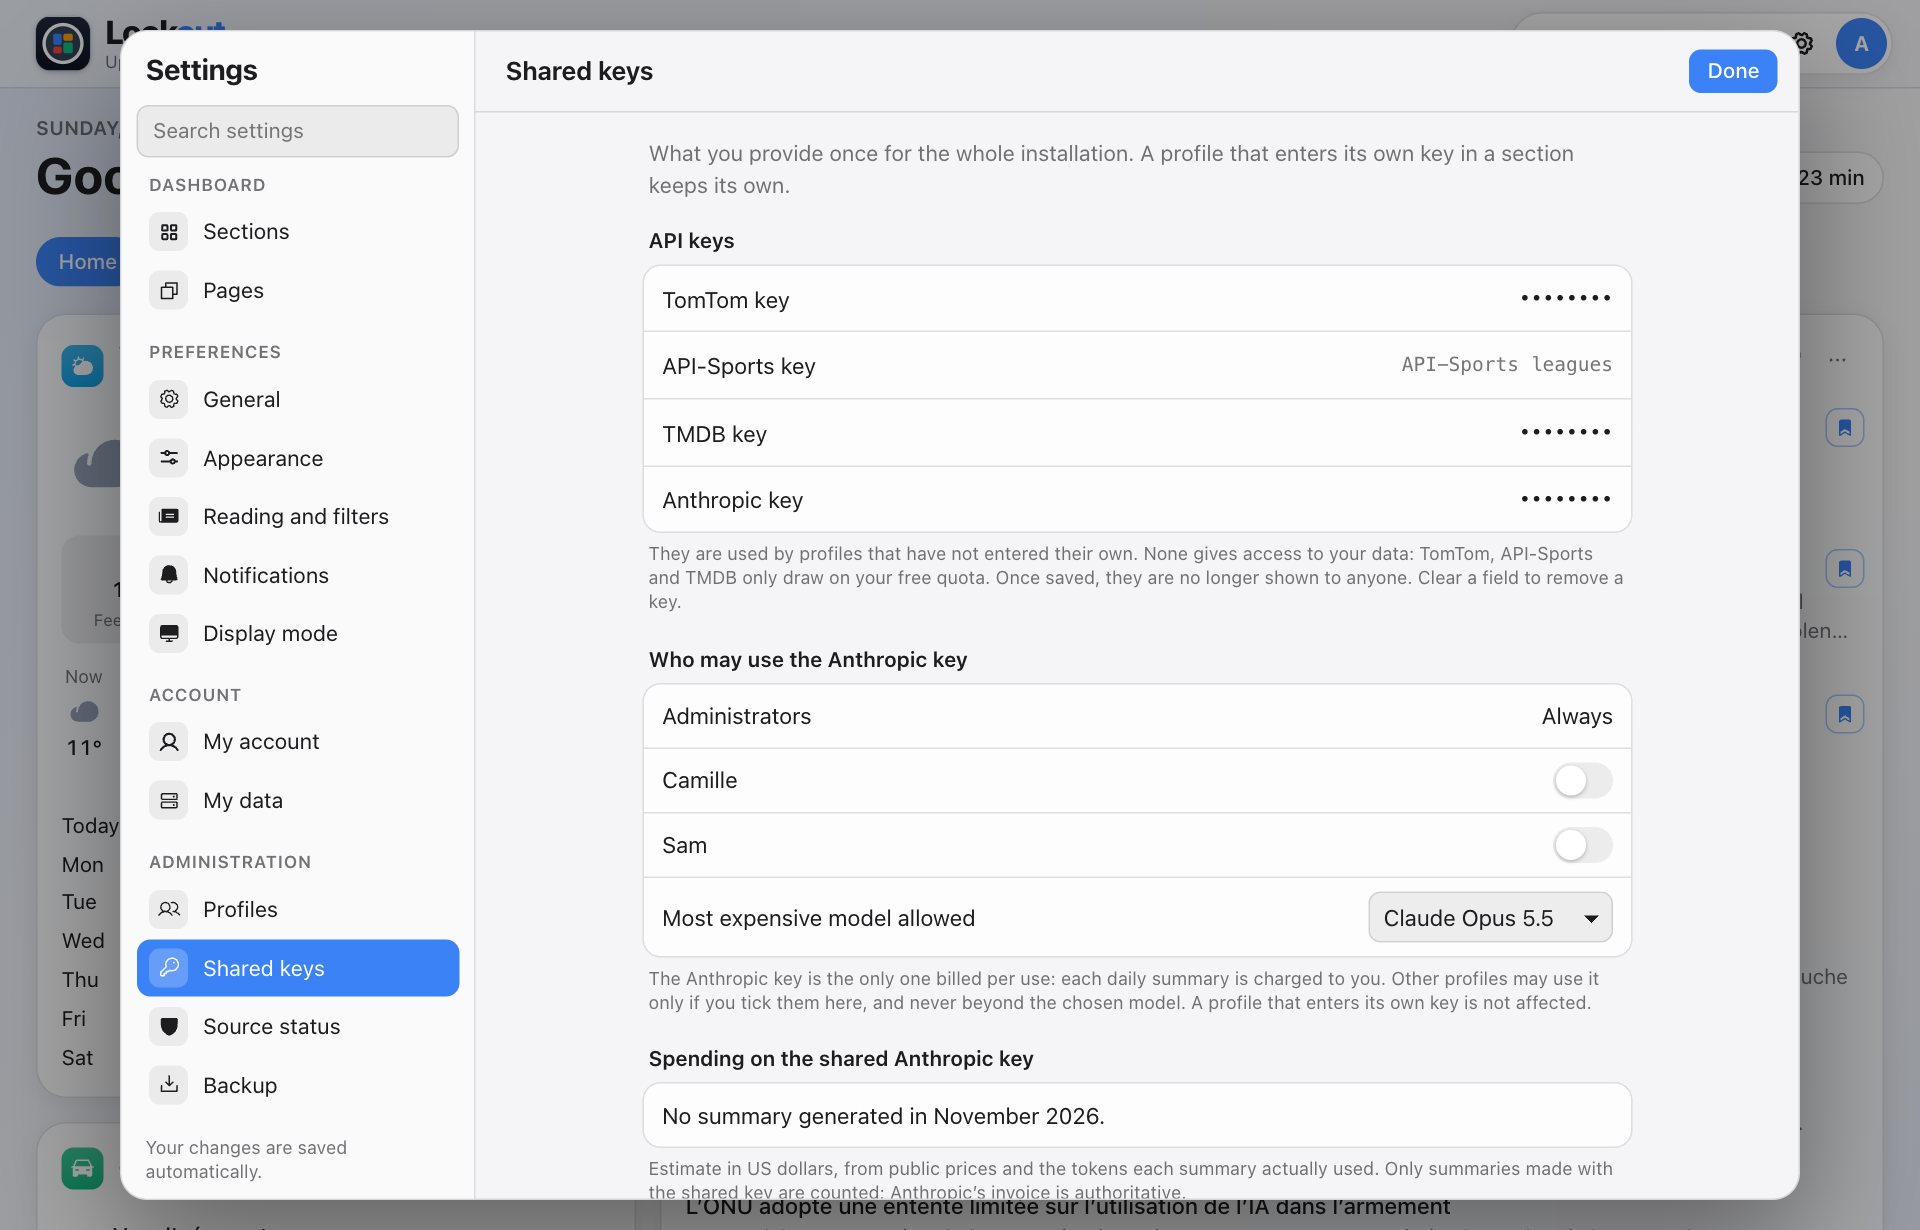 SUNDAY,
23 min
Home
Now
11°
Today
Mon
Tue
Wed
Thu
Fri
Sat
A
Settings
Search settings
DASHBOARD
Sections
Pages
PREFERENCES
General
Appearance
Reading and filters
Notifications
Display mode
ACCOUNT
My account
My data
ADMINISTRATION
Profiles
Shared keys
Source status
Backup
Your changes are saved
automatically.
Shared keys
Done
What you provide once for the whole installation. A profile that enters its own key in a section
keeps its own.
API keys
TomTom key ••••••••
API-Sports key API-Sports leagues
TMDB key ••••••••
Anthropic key ••••••••
They are used by profiles that have not entered their own. None gives access to your data: TomTom, API-Sports
and TMDB only draw on your free quota. Once saved, they are no longer shown to anyone. Clear a field to remove a
key.
Who may use the Anthropic key
Administrators Always
Camille
Sam
Most expensive model allowed Claude Opus 5.5
The Anthropic key is the only one billed per use: each daily summary is charged to you. Other profiles may use it
only if you tick them here, and never beyond the chosen model. A profile that enters its own key is not affected.
Spending on the shared Anthropic key
No summary generated in November 2026.
Estimate in US dollars, from public prices and the tokens each summary actually used. Only summaries made with
the shared key are counted: Anthropic's invoice is authoritative.
L'ONU adopte une entente limitée sur l'utilisation de l'IA dans l'armement